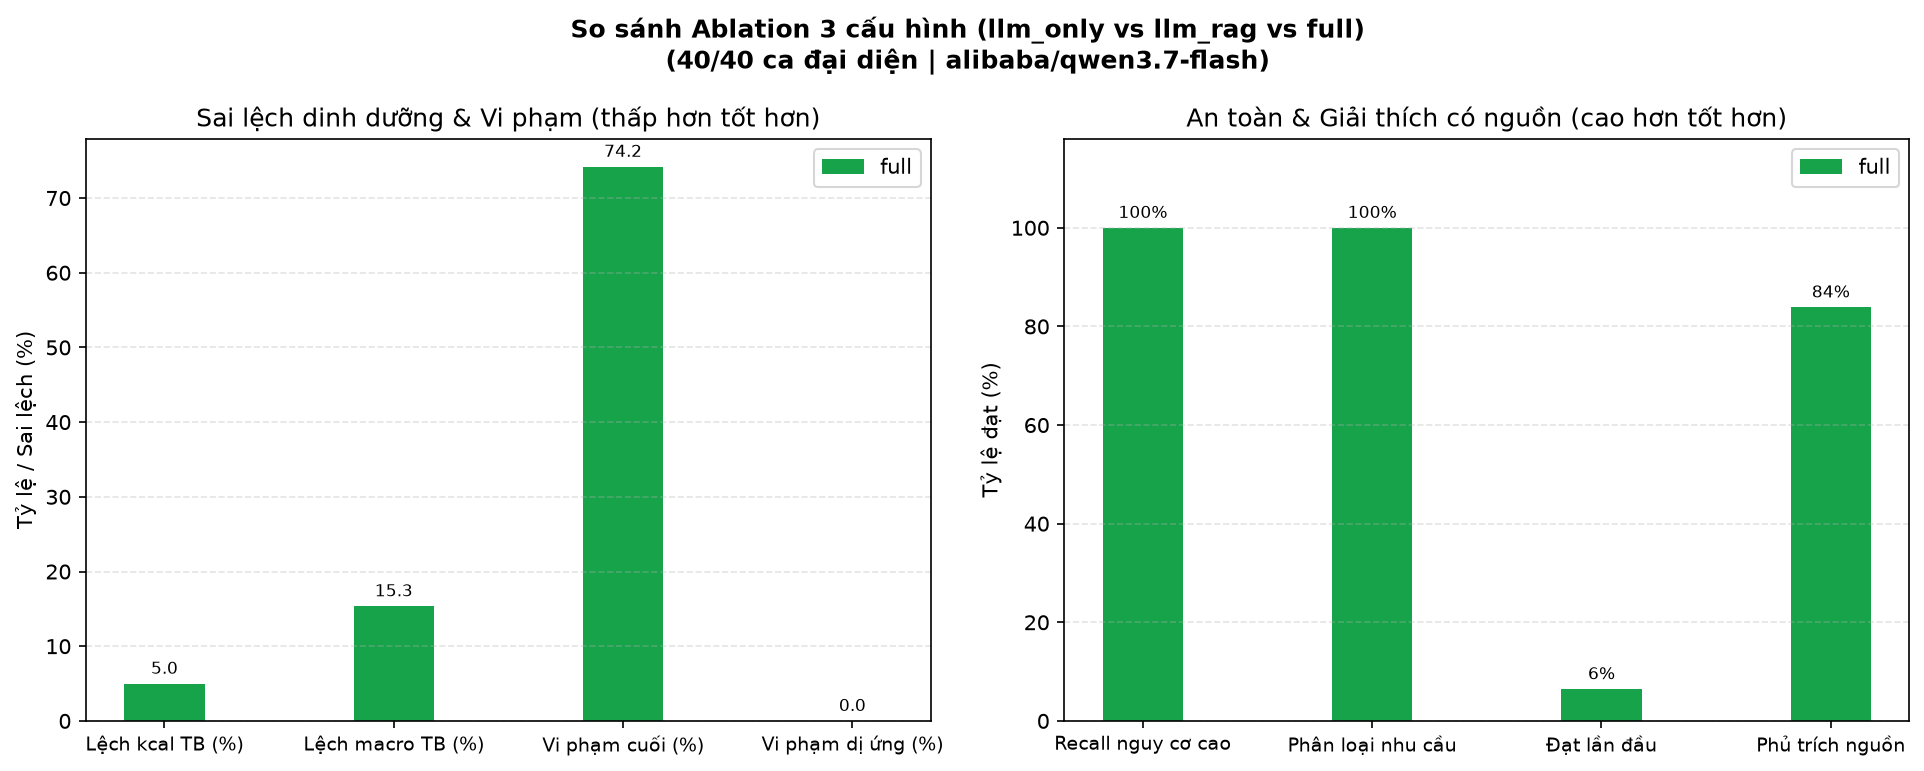 So sánh Ablation 3 cấu hình (llm_only vs llm_rag vs full)
(40/40 ca đại diện | alibaba/qwen3.7-flash)
Sai lệch dinh dưỡng & Vi phạm (thấp hơn tốt hơn)
full
Tỷ lệ / Sai lệch (%)
70
60
50
40
30
20
10
0
5.0
15.3
74.2
0.0
Lệch kcal TB (%)
Lệch macro TB (%)
Vi phạm cuối (%)
Vi phạm dị ứng (%)
An toàn & Giải thích có nguồn (cao hơn tốt hơn)
full
Tỷ lệ đạt (%)
100
80
60
40
20
0
100%
100%
6%
84%
Recall nguy cơ cao
Phân loại nhu cầu
Đạt lần đầu
Phủ trích nguồn